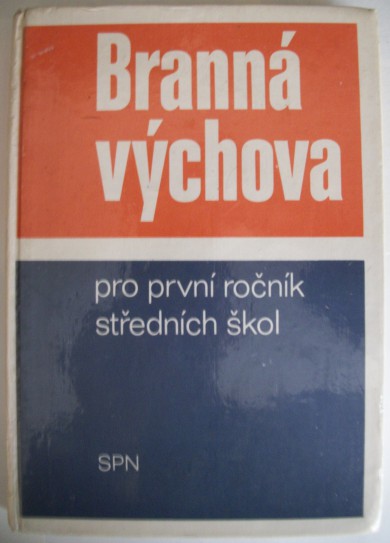 Branná
výchova
pro první ročník
středních škol
SPN